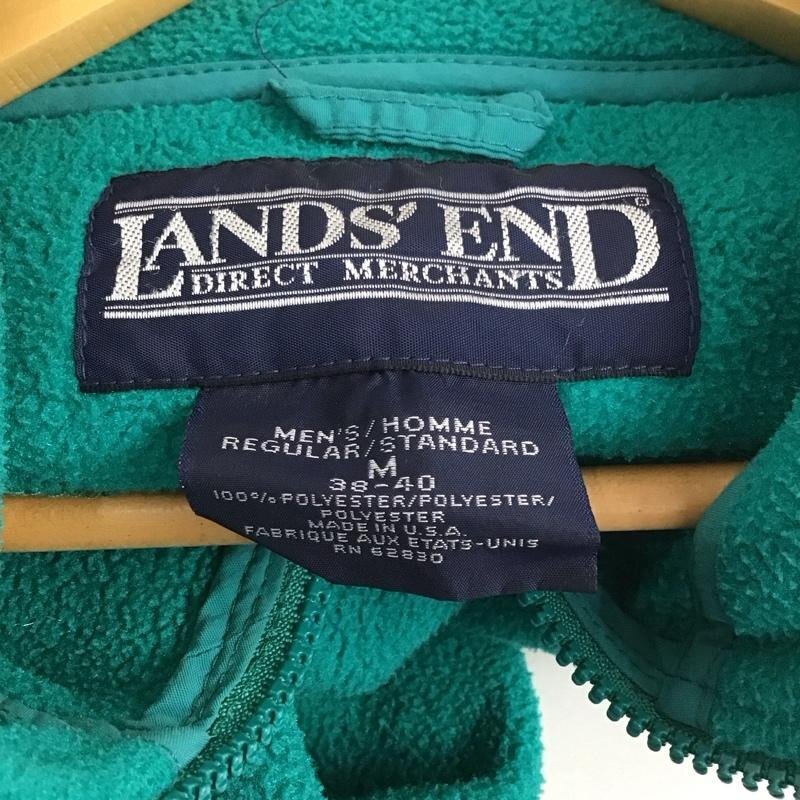 LANDS' END®
DIRECT MERCHANTS
MEN'S/HOMME
REGULAR/STANDARD
M
38-40
100% POLYESTER/POLYESTER/
POLYESTER
MADE IN U.S.A.
FABRIQUE AUX ETATS-UNIS
RN 62830